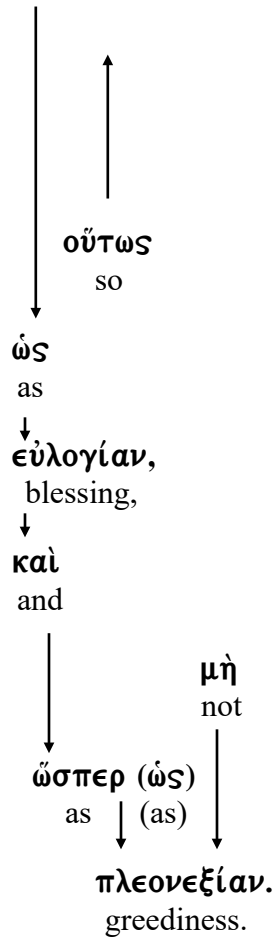 οὕτως
so
ὡς
as
εὐλογίαν,
blessing,
καὶ
and
μὴ
not
ὥσπερ (ὡς)
as (as)
πλεονεξίαν.
greediness.